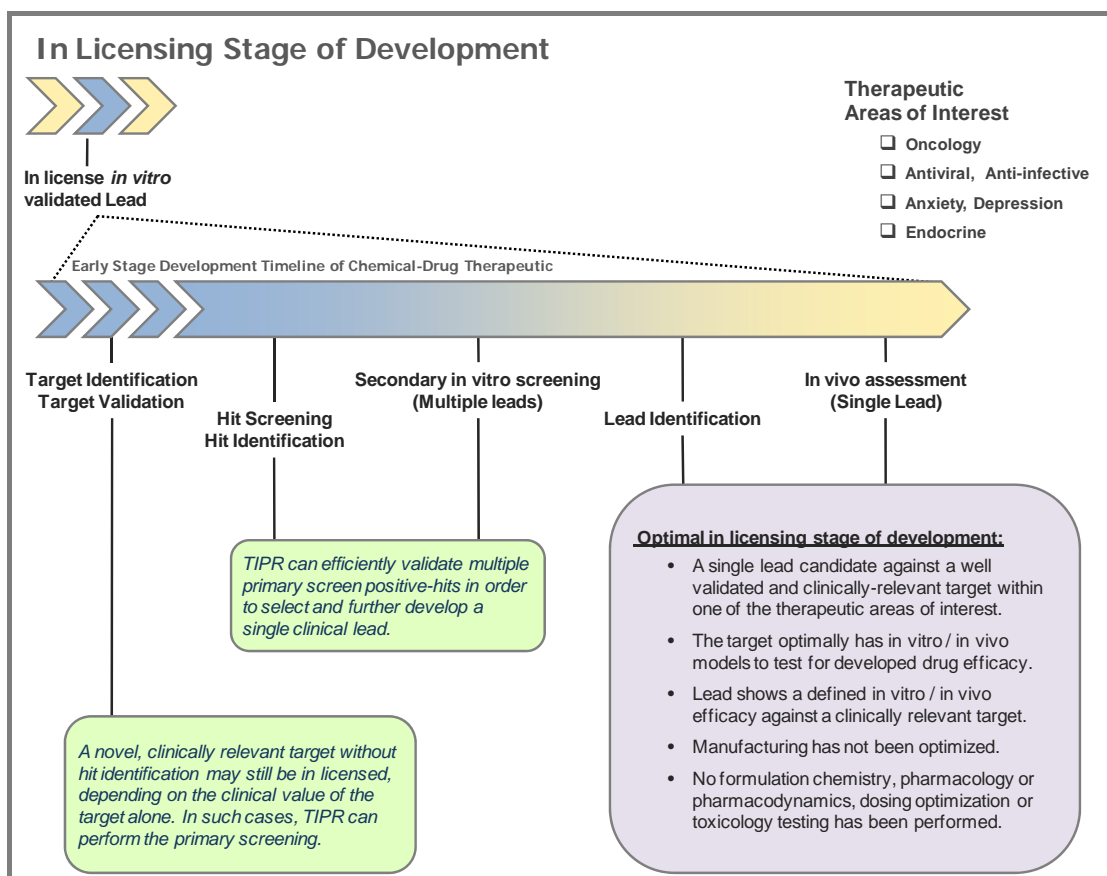 In Licensing Stage of Development
Therapeutic
Areas of Interest
❑ Oncology
❑ Antiviral, Anti-infective
❑ Anxiety, Depression
❑ Endocrine
In license in vitro
validated Lead
Early Stage Development Timeline of Chemical-Drug Therapeutic
Target Identification
Target Validation
Hit Screening
Hit Identification
Secondary in vitro screening
(Multiple leads)
Lead Identification
In vivo assessment
(Single Lead)
TIPR can efficiently validate multiple
primary screen positive-hits in order
to select and further develop a
single clinical lead.
A novel, clinically relevant target without
hit identification may still be in licensed,
depending on the clinical value of the
target alone. In such cases, TIPR can
perform the primary screening.
Optimal in licensing stage of development:
• A single lead candidate against a well
validated and clinically-relevant target within
one of the therapeutic areas of interest.
• The target optimally has in vitro / in vivo
models to test for developed drug efficacy.
• Lead shows a defined in vitro / in vivo
efficacy against a clinically relevant target.
• Manufacturing has not been optimized.
• No formulation chemistry, pharmacology or
pharmacodynamics, dosing optimization or
toxicology testing has been performed.